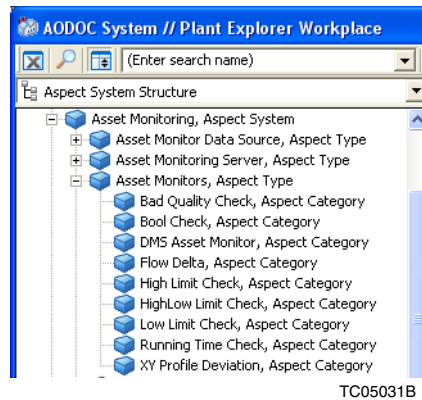 AODOC System // Plant Explorer Workplace
(Enter search name)
Aspect System Structure
Asset Monitoring, Aspect System
Asset Monitor Data Source, Aspect Type
Asset Monitoring Server, Aspect Type
Asset Monitors, Aspect Type
Bad Quality Check, Aspect Category
Bool Check, Aspect Category
DMS Asset Monitor, Aspect Category
Flow Delta, Aspect Category
High Limit Check, Aspect Category
HighLow Limit Check, Aspect Category
Low Limit Check, Aspect Category
Running Time Check, Aspect Category
XY Profile Deviation, Aspect Category
TC05031B